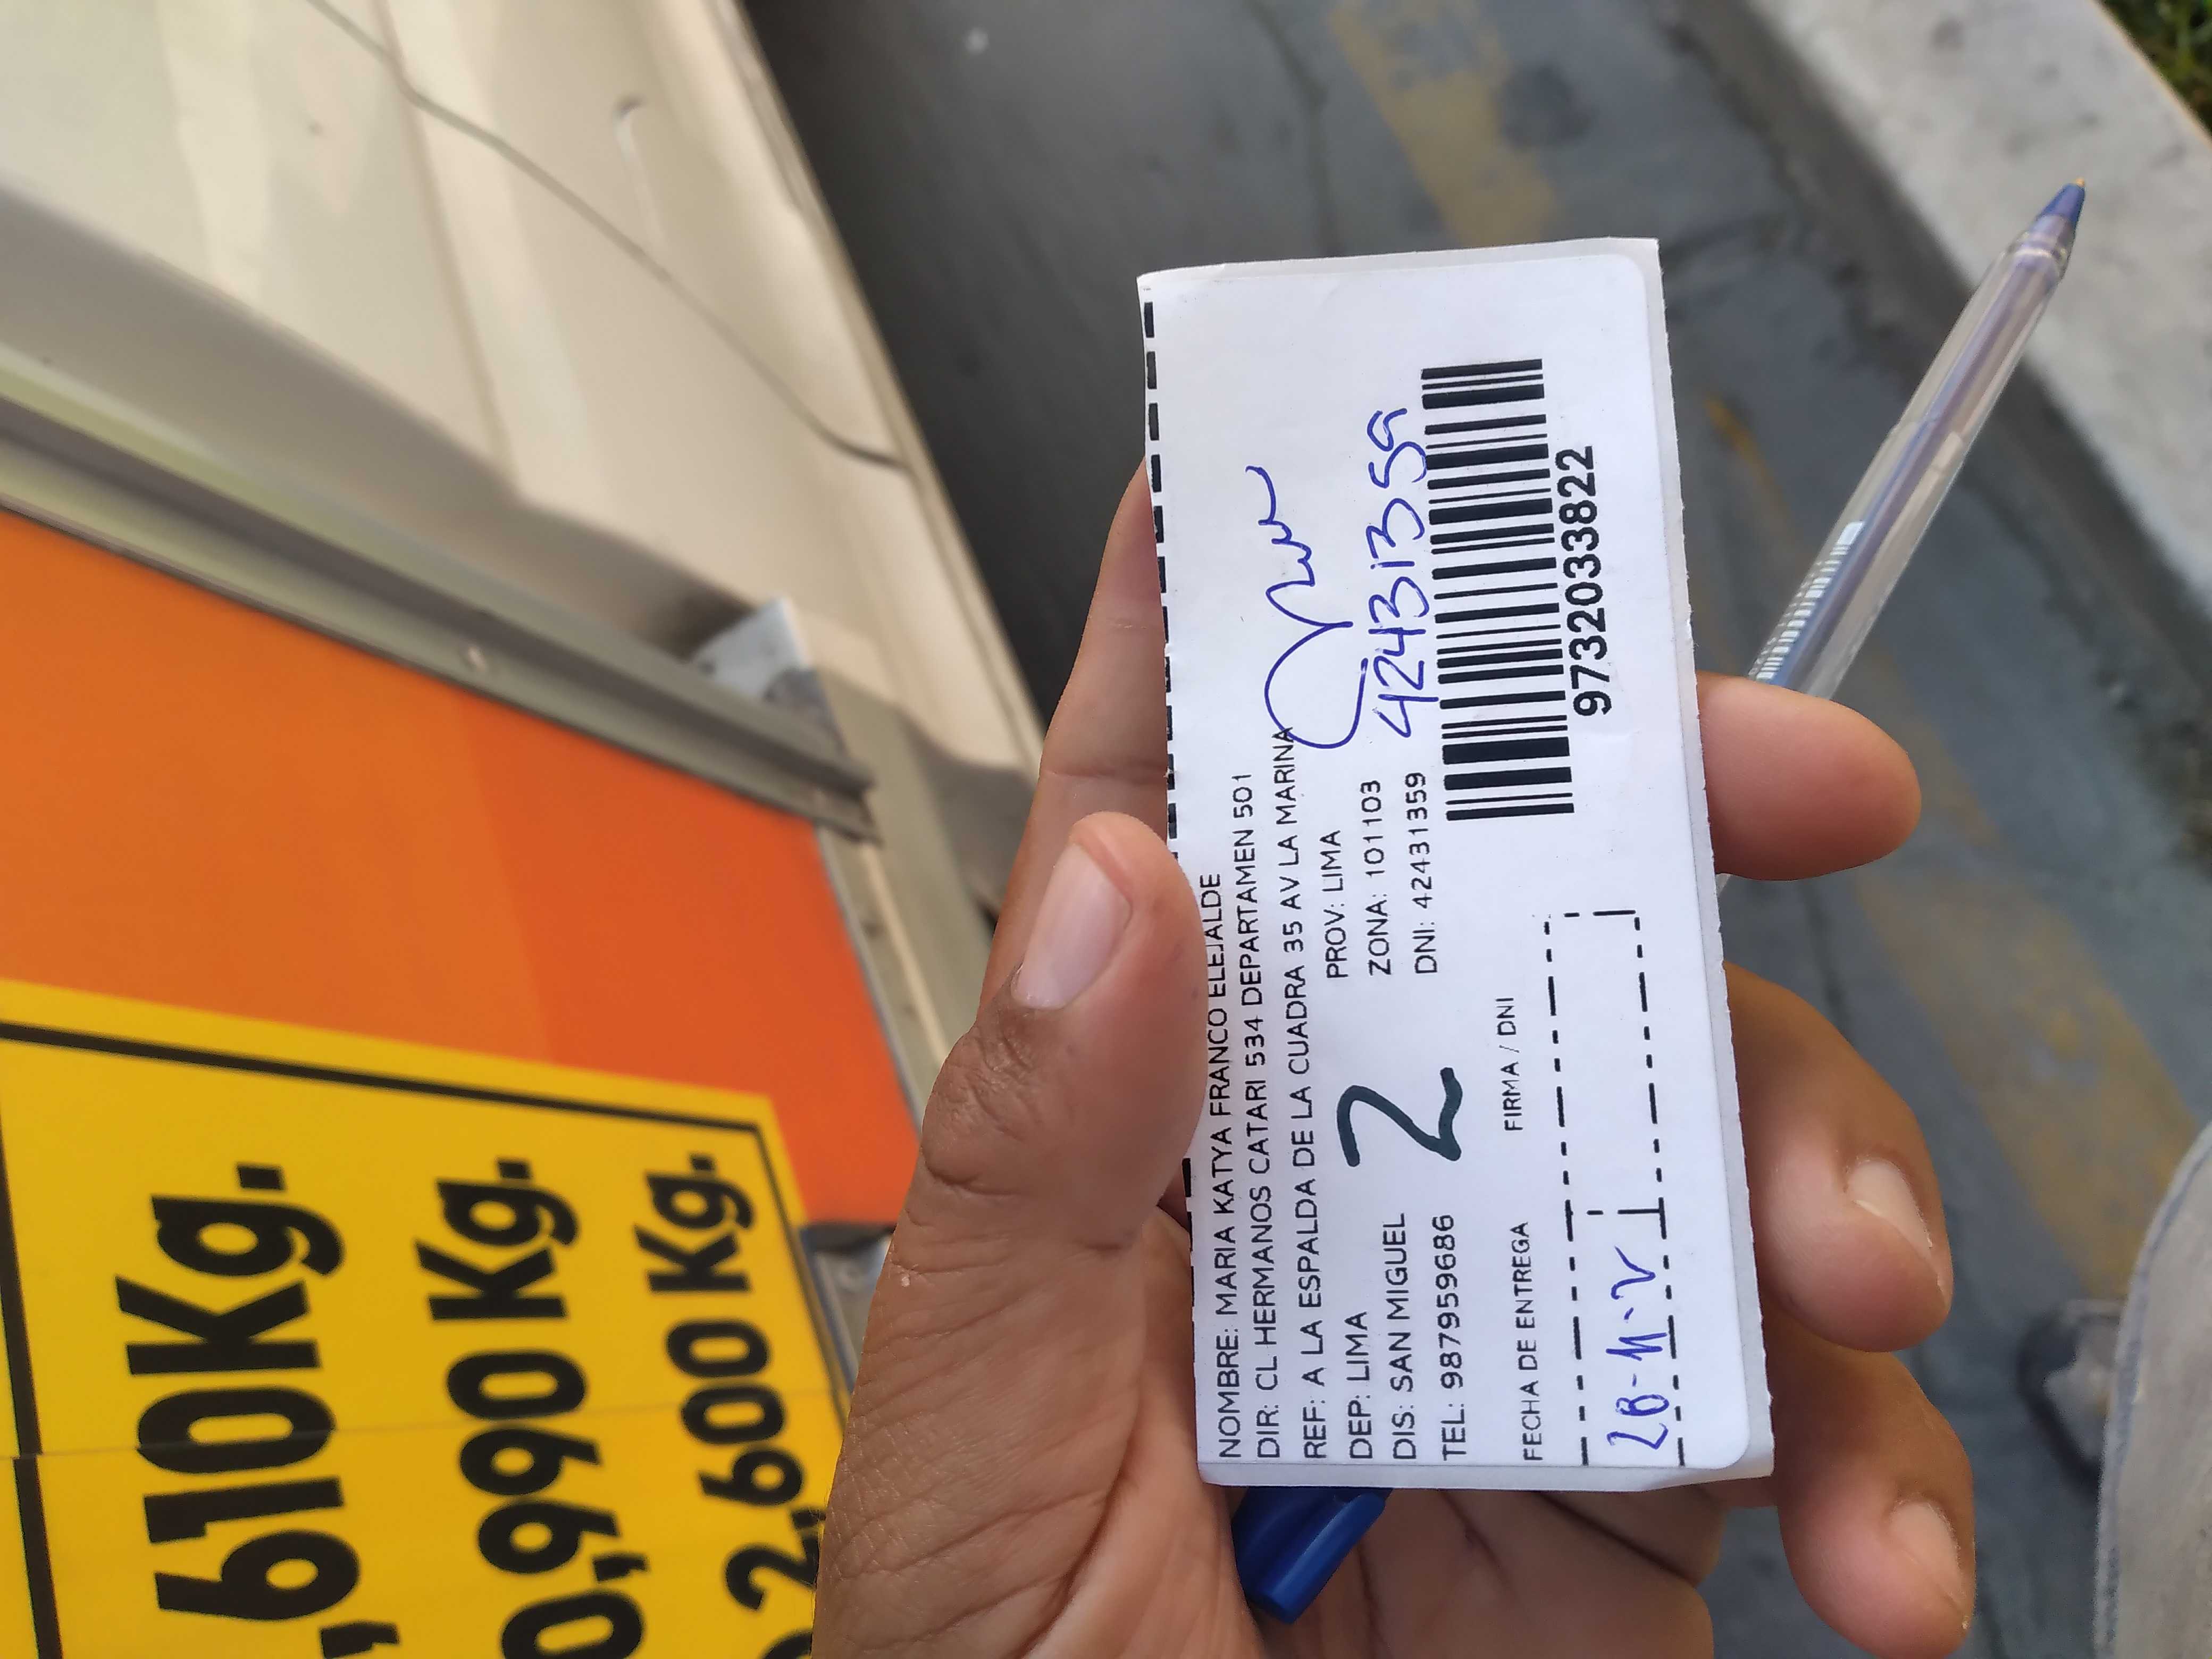 NOMBRE: MARIA KATYA FRANCO ELEJALDE
DIR: CL HERMANOS CATARI 534 DEPARTAMEN 501
REF: A LA ESPALDA DE LA CUADRA 35 AV LA MARINA
DEP: LIMA PROV: LIMA
DIS: SAN MIGUEL ZONA: 101103
TEL: 987959686 DNI: 42431359
2
42431359
9732033822
FECHA DE ENTREGA FIRMA / DNI
28-11-2
,610Kg.
0,990 Kg.
2,600 Kg.